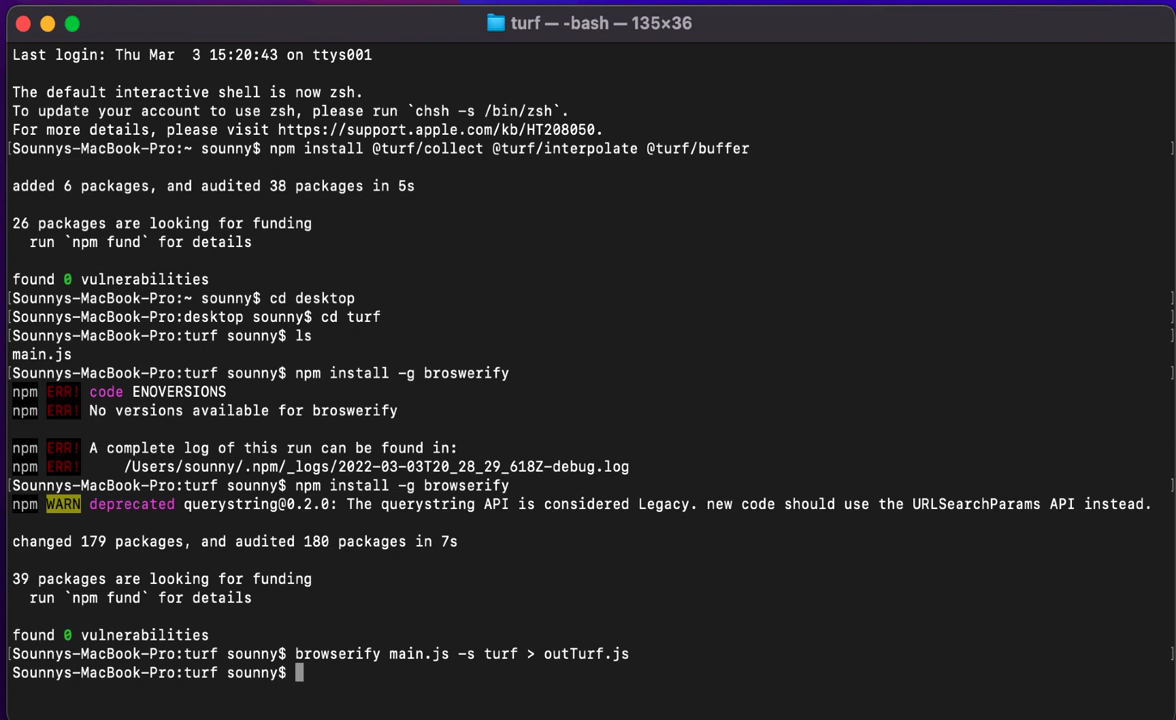 turf — -bash — 135×36
Last login: Thu Mar  3 15:20:43 on ttys001
The default interactive shell is now zsh.
To update your account to use zsh, please run `chsh -s /bin/zsh`.
For more details, please visit https://support.apple.com/kb/HT208050.
[Sounnys-MacBook-Pro:~ sounny$ npm install @turf/collect @turf/interpolate @turf/buffer ]
added 6 packages, and audited 38 packages in 5s
26 packages are looking for funding
  run `npm fund` for details
found 0 vulnerabilities
[Sounnys-MacBook-Pro:~ sounny$ cd desktop ]
[Sounnys-MacBook-Pro:desktop sounny$ cd turf ]
[Sounnys-MacBook-Pro:turf sounny$ ls ]
main.js
[Sounnys-MacBook-Pro:turf sounny$ npm install -g broswerify ]
npm ERR! code ENOVERSIONS
npm ERR! No versions available for broswerify
npm ERR! A complete log of this run can be found in:
npm ERR!     /Users/sounny/.npm/_logs/2022-03-03T20_28_29_618Z-debug.log
[Sounnys-MacBook-Pro:turf sounny$ npm install -g browserify ]
npm WARN deprecated querystring@0.2.0: The querystring API is considered Legacy. new code should use the URLSearchParams API instead.
changed 179 packages, and audited 180 packages in 7s
39 packages are looking for funding
  run `npm fund` for details
found 0 vulnerabilities
[Sounnys-MacBook-Pro:turf sounny$ browserify main.js -s turf > outTurf.js ]
Sounnys-MacBook-Pro:turf sounny$